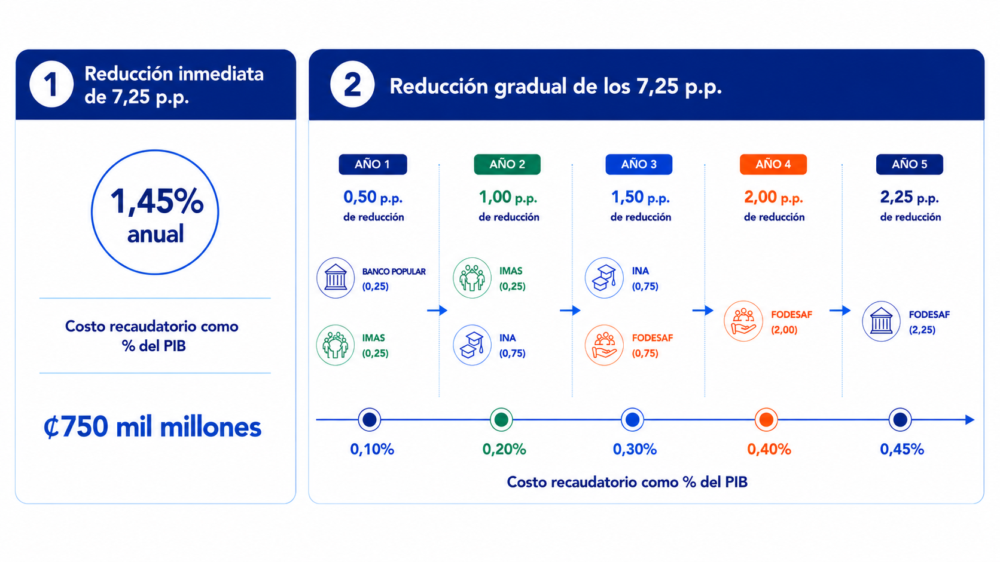 1
Reducción inmediata
de 7,25 p.p.
1,45%
anual
Costo recaudatorio como
% del PIB
₡750 mil millones
2
Reducción gradual de los 7,25 p.p.
AÑO 1
0,50 p.p.
de reducción
BANCO POPULAR
(0,25)
IMAS
(0,25)
0,10%
AÑO 2
1,00 p.p.
de reducción
IMAS
(0,25)
INA
(0,75)
0,20%
AÑO 3
1,50 p.p.
de reducción
INA
(0,75)
FODESAF
(0,75)
0,30%
AÑO 4
2,00 p.p.
de reducción
FODESAF
(2,00)
0,40%
AÑO 5
2,25 p.p.
de reducción
FODESAF
(2,25)
0,45%
Costo recaudatorio como % del PIB